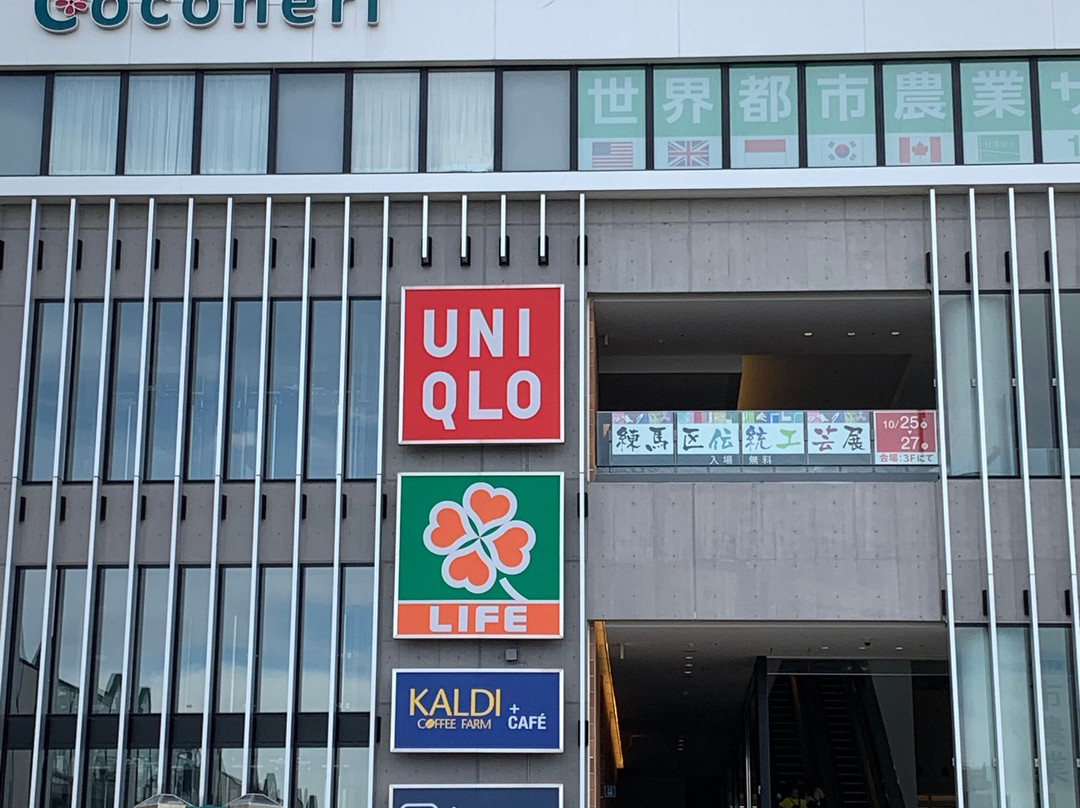 Coconeri
世界都市農業サ
UNI
QLO
練馬区伝統工芸展
入場 無料
10/25
27
会場:3Fにて
LIFE
KALDI
COFFEE FARM
+
CAFÉ